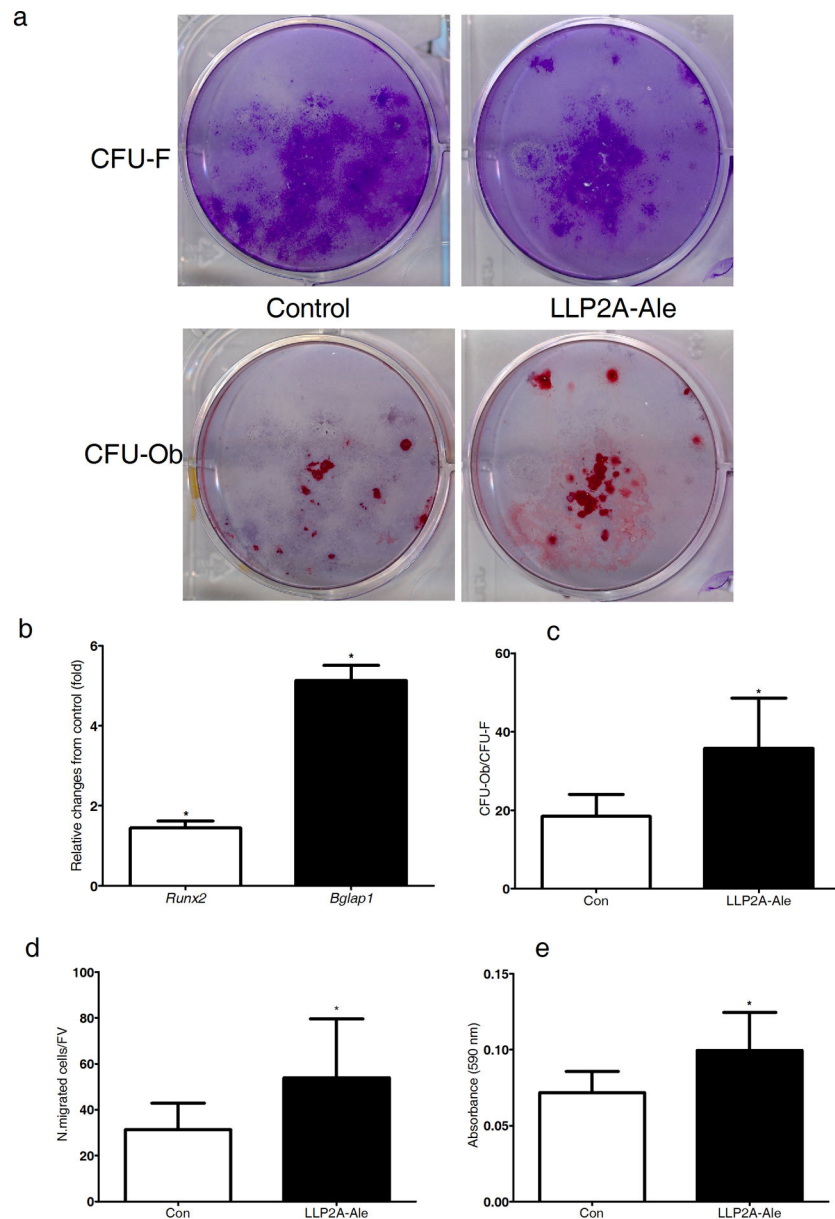 a
CFU-F
Control LLP2A-Ale
CFU-Ob
b
Relative changes from control (fold)
6
4
2
0
Runx2 Bglap1
* *
c
CFU-Ob/CFU-F
60
40
20
0
Con LLP2A-Ale
*
d
N.migrated cells/FV
100
80
60
40
20
0
Con LLP2A-Ale
*
e
Absorbance (590 nm)
0.15
0.10
0.05
0.00
Con LLP2A-Ale
*